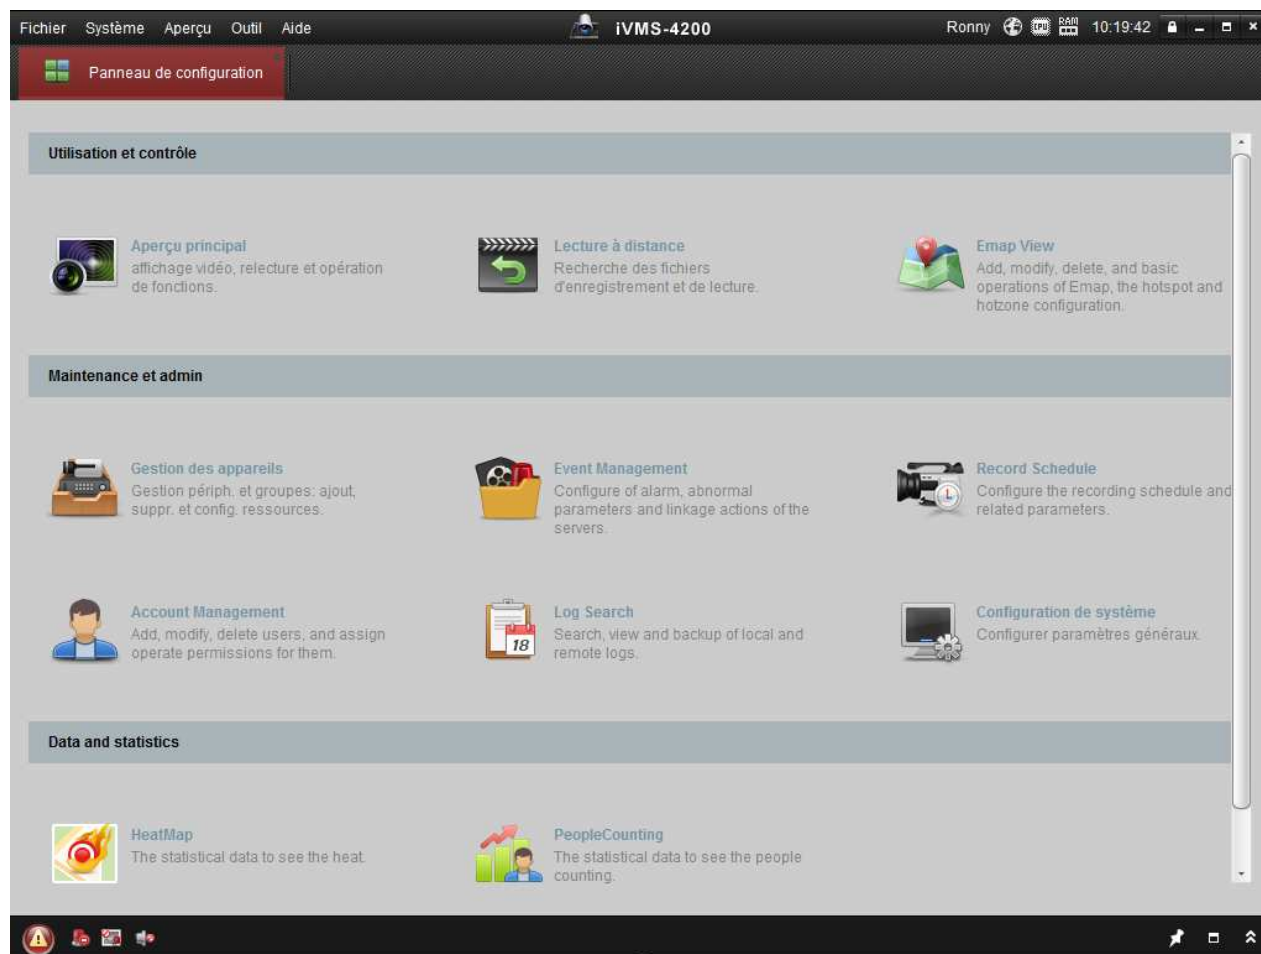 Fichier Système Aperçu Outil Aide iVMS-4200 Ronny CPU RAM 10:19:42
Panneau de configuration
Utilisation et contrôle
Aperçu principal
affichage vidéo, relecture et opération
de fonctions.
Lecture à distance
Recherche des fichiers
d'enregistrement et de lecture.
Emap View
Add, modify, delete, and basic
operations of Emap, the hotspot and
hotzone configuration.
Maintenance et admin
Gestion des appareils
Gestion périph. et groupes: ajout,
suppr. et config. ressources.
Event Management
Configure of alarm, abnormal
parameters and linkage actions of the
servers.
Record Schedule
Configure the recording schedule and
related parameters.
Account Management
Add, modify, delete users, and assign
operate permissions for them.
18
Log Search
Search, view and backup of local and
remote logs.
Configuration de système
Configurer paramètres généraux.
Data and statistics
HeatMap
The statistical data to see the heat.
PeopleCounting
The statistical data to see the people
counting.